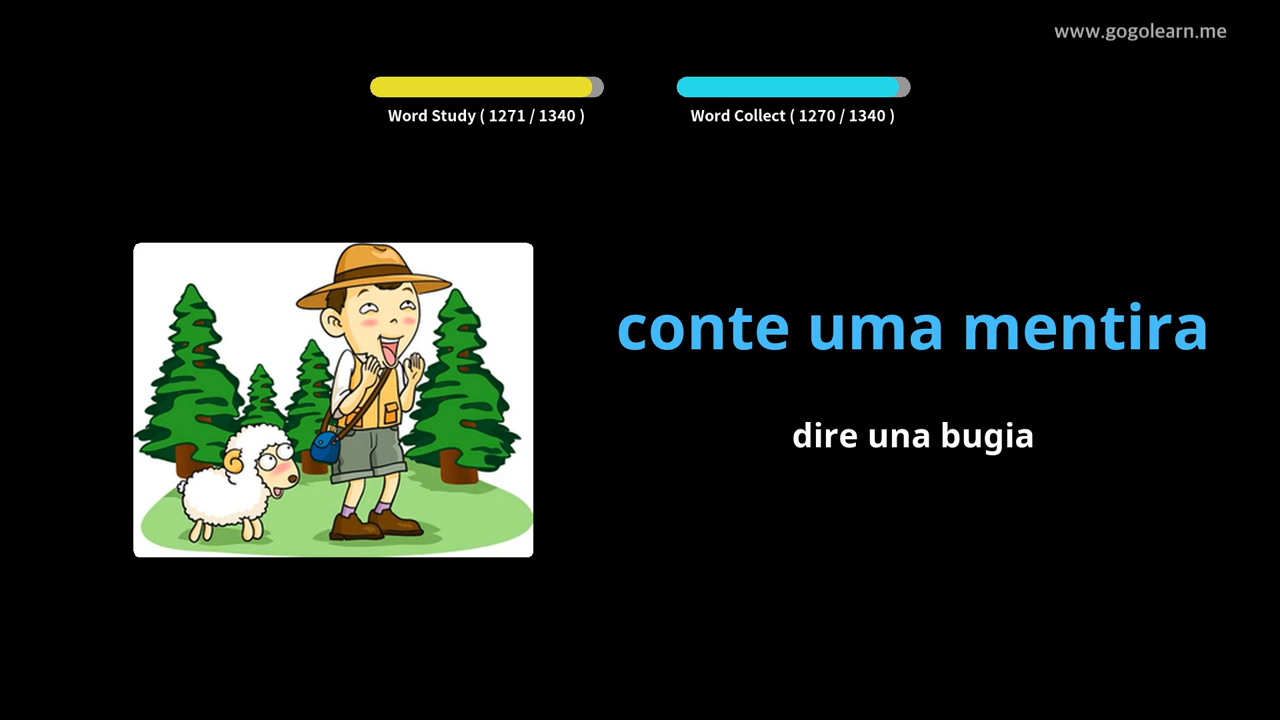 www.gogolearn.me
Word Study ( 1271 / 1340 )
Word Collect ( 1270 / 1340 )
conte uma mentira
dire una bugia